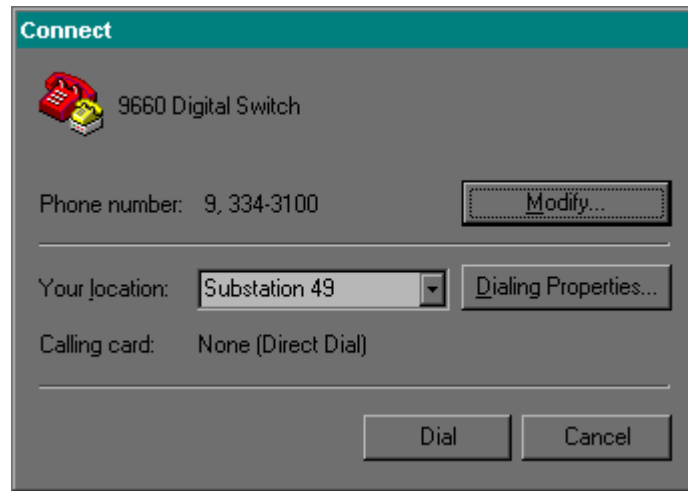 Connect
9660 Digital Switch
Phone number: 9, 334-3100 Modify...
Your location: Substation 49 Dialing Properties...
Calling card: None (Direct Dial)
Dial Cancel